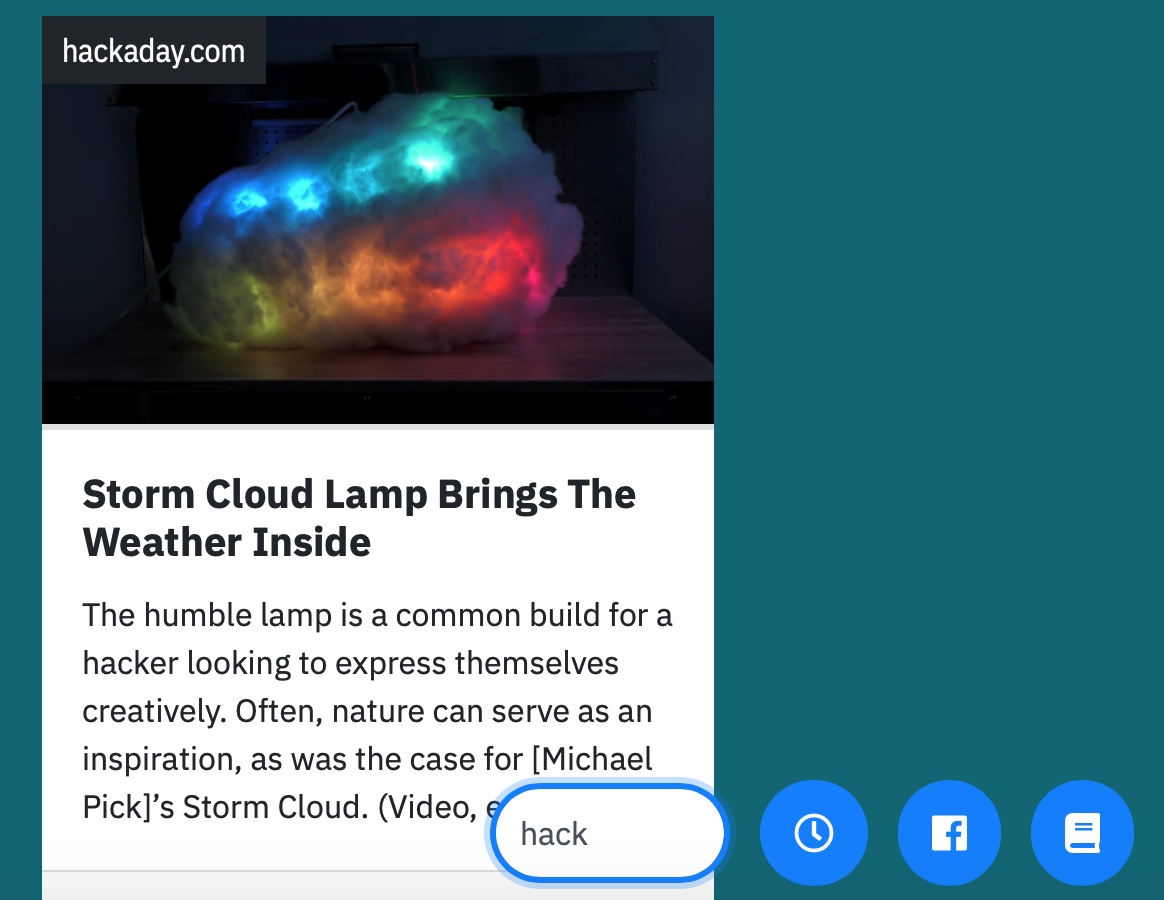 hackaday.com
Storm Cloud Lamp Brings The
Weather Inside
The humble lamp is a common build for a
hacker looking to express themselves
creatively. Often, nature can serve as an
inspiration, as was the case for [Michael
Pick]’s Storm Cloud. (Video,
hack